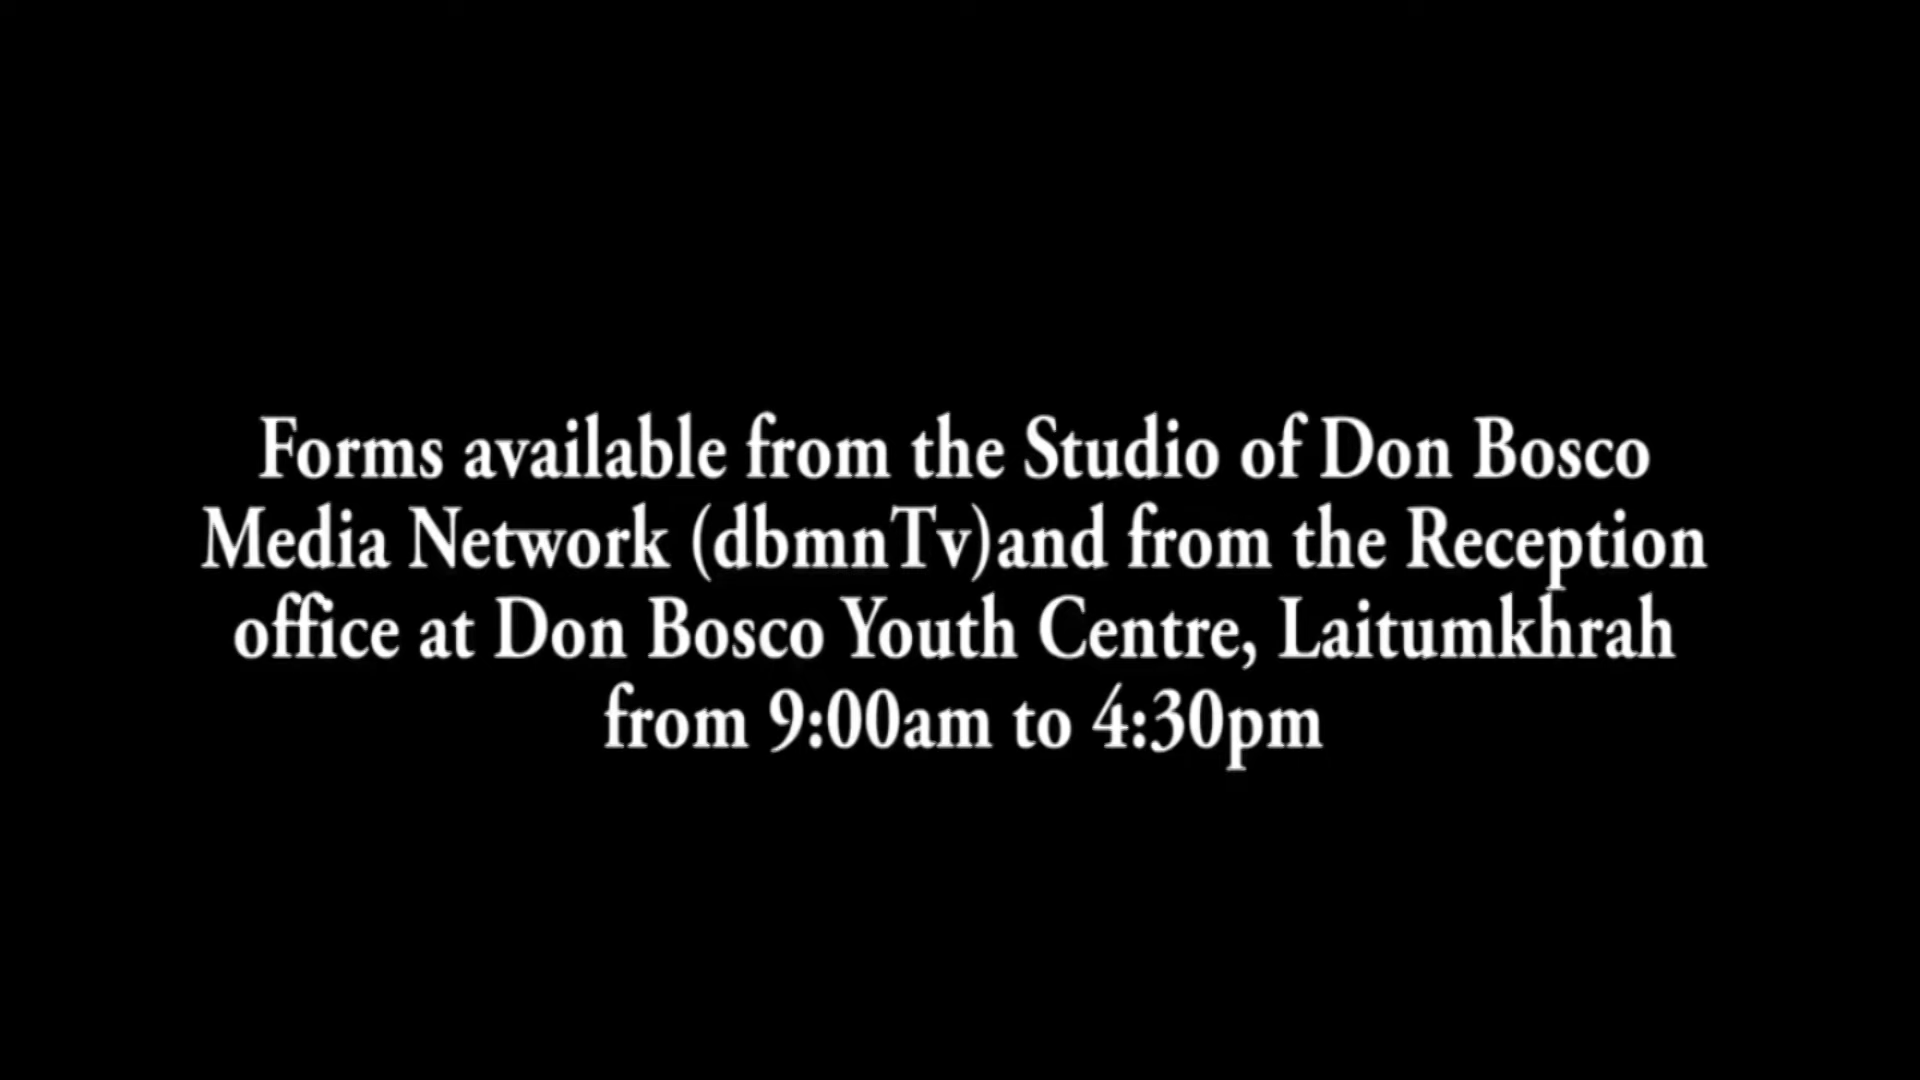 Forms available from the Studio of Don Bosco
Media Network (dbmnTv)and from the Reception
office at Don Bosco Youth Centre, Laitumkhrah
from 9:00am to 4:30pm